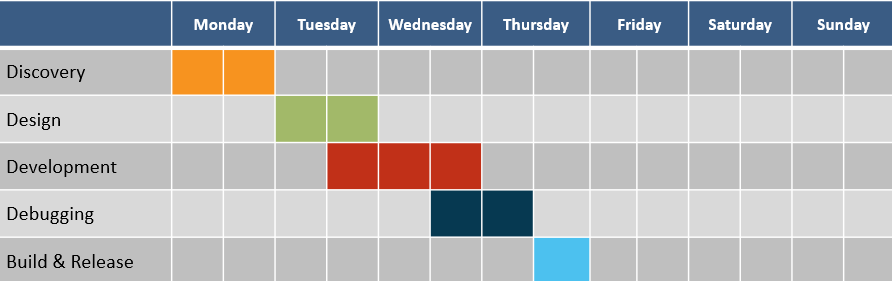 Monday Tuesday Wednesday Thursday Friday Saturday Sunday
Discovery
Design
Development
Debugging
Build & Release